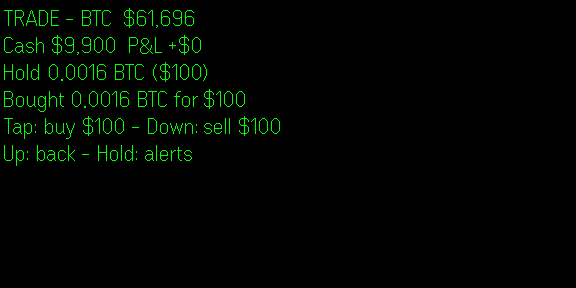 TRADE - BTC  $61,696
Cash $9,900  P&L +$0
Hold 0.0016 BTC ($100)
Bought 0.0016 BTC for $100
Tap: buy $100 - Down: sell $100
Up: back - Hold: alerts